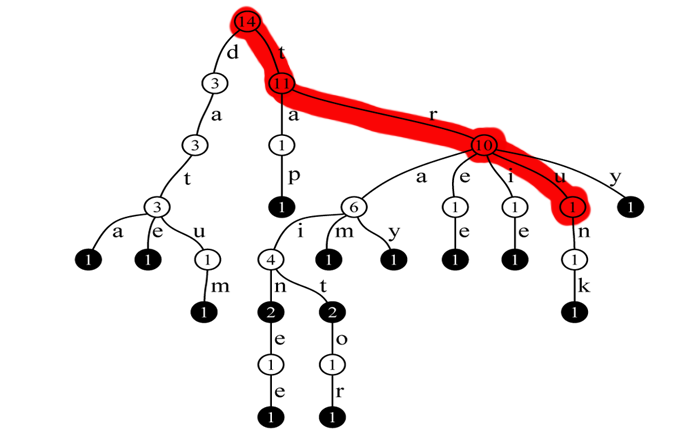 14
d t
3 11
a a r
3 1 10
t p a e i u y
3 1 6 1 1 1 1
a e u i m y e e n
1 1 1 4 1 1 1 1 1
m n t k
1 2 2 1
e o
1 1
e r
1 1